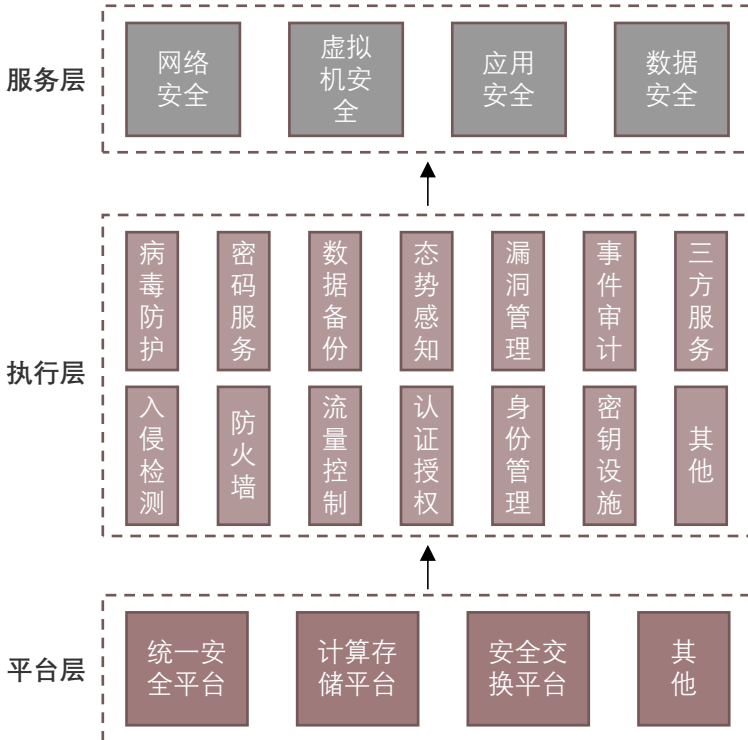 服务层
网络
安全
虚拟
机安
全
应用
安全
数据
安全
执行层
病毒防护
密码服务
数据备份
态势感知
漏洞管理
事件审计
三方服务
入侵检测
防火墙
流量控制
认证授权
身份管理
密钥设施
其他
平台层
统一安
全平台
计算存
储平台
安全交
换平台
其他